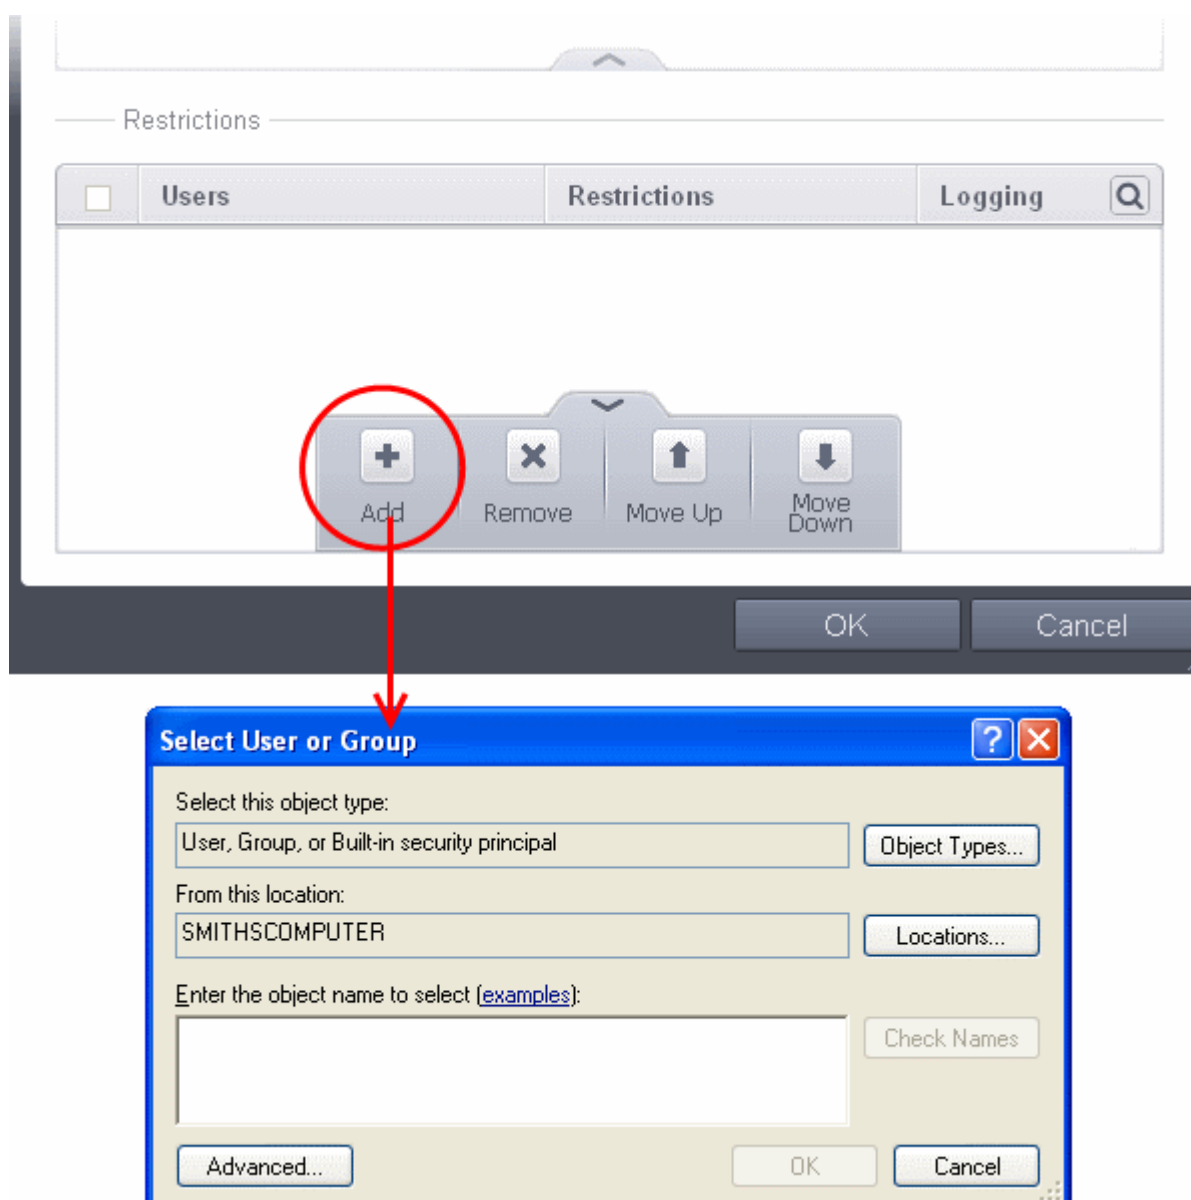 Restrictions
Users Restrictions Logging
Add Remove Move Up Move
Down
OK Cancel
Select User or Group
Select this object type:
User, Group, or Built-in security principal Object Types...
From this location:
SMITHSCOMPUTER Locations...
Enter the object name to select (examples):
Check Names
Advanced... OK Cancel